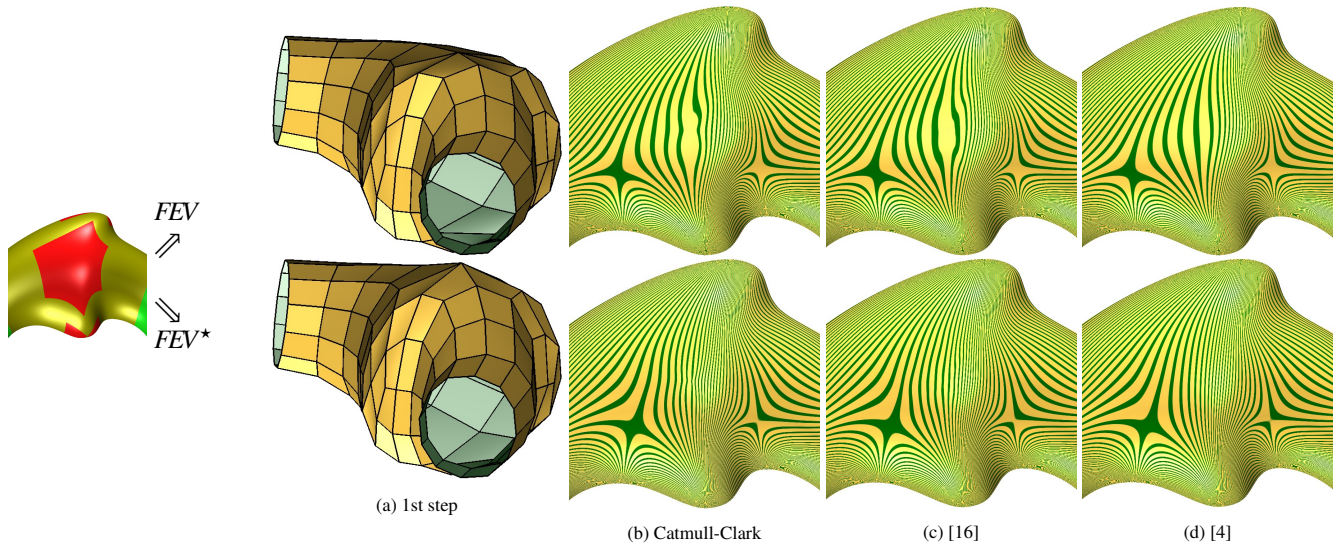 FEV
FEV★
(a) 1st step
(b) Catmull-Clark
(c) [16]
(d) [4]